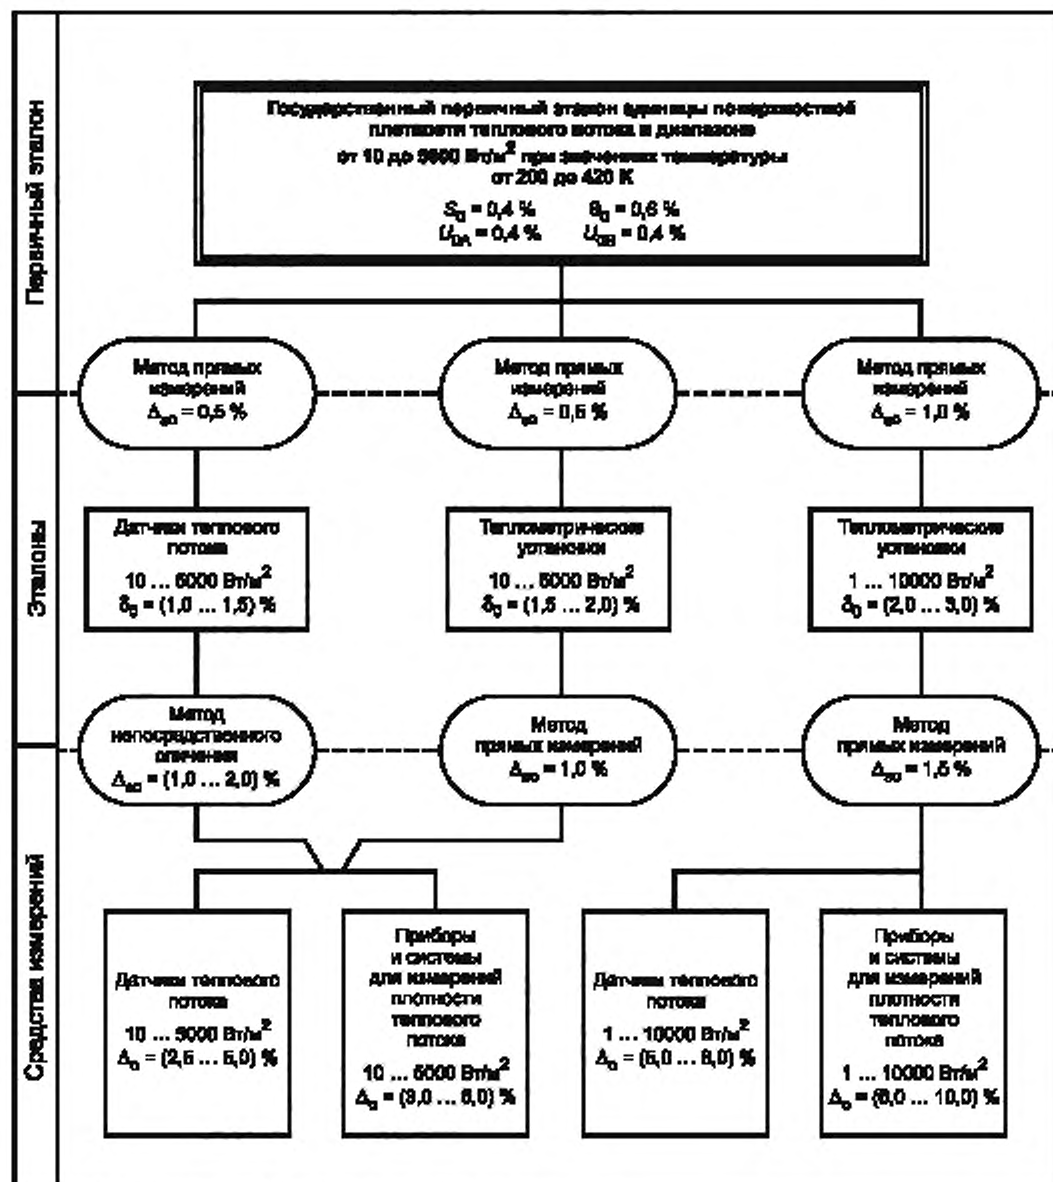 Первичный эталон
Государственный первичный эталон единицы поверхностной
плотности теплового потока в диапазоне
от 10 до 5000 Вт/м² при значениях температуры
от 200 до 420 К
S₀ = 0,4 % Θ₀ = 0,6 %
U₀A = 0,4 % U₀B = 0,4 %
Метод прямых
измерений
Δso = 0,5 %
Метод прямых
измерений
Δso = 0,5 %
Метод прямых
измерений
Δso = 1,0 %
Эталоны
Датчики теплового
потока
10 ... 5000 Вт/м²
δ₀ = (1,0 ... 1,5) %
Теплометрические
установки
10 ... 5000 Вт/м²
δ₀ = (1,5 ... 2,0) %
Теплометрические
установки
1 ... 10000 Вт/м²
δ₀ = (2,0 ... 3,0) %
Метод
непосредственного
сличения
Δso = (1,0 ... 2,0) %
Метод
прямых измерений
Δso = 1,0 %
Метод
прямых измерений
Δso = 1,5 %
Средства измерений
Датчики теплового
потока
10 ... 5000 Вт/м²
Δ₀ = (2,5 ... 5,0) %
Приборы
и системы
для измерений
плотности
теплового
потока
10 ... 5000 Вт/м²
Δ₀ = (3,0 ... 6,0) %
Датчики теплового
потока
1 ... 10000 Вт/м²
Δ₀ = (5,0 ... 8,0) %
Приборы
и системы
для измерений
плотности
теплового
потока
1 ... 10000 Вт/м²
Δ₀ = (6,0 ... 10,0) %